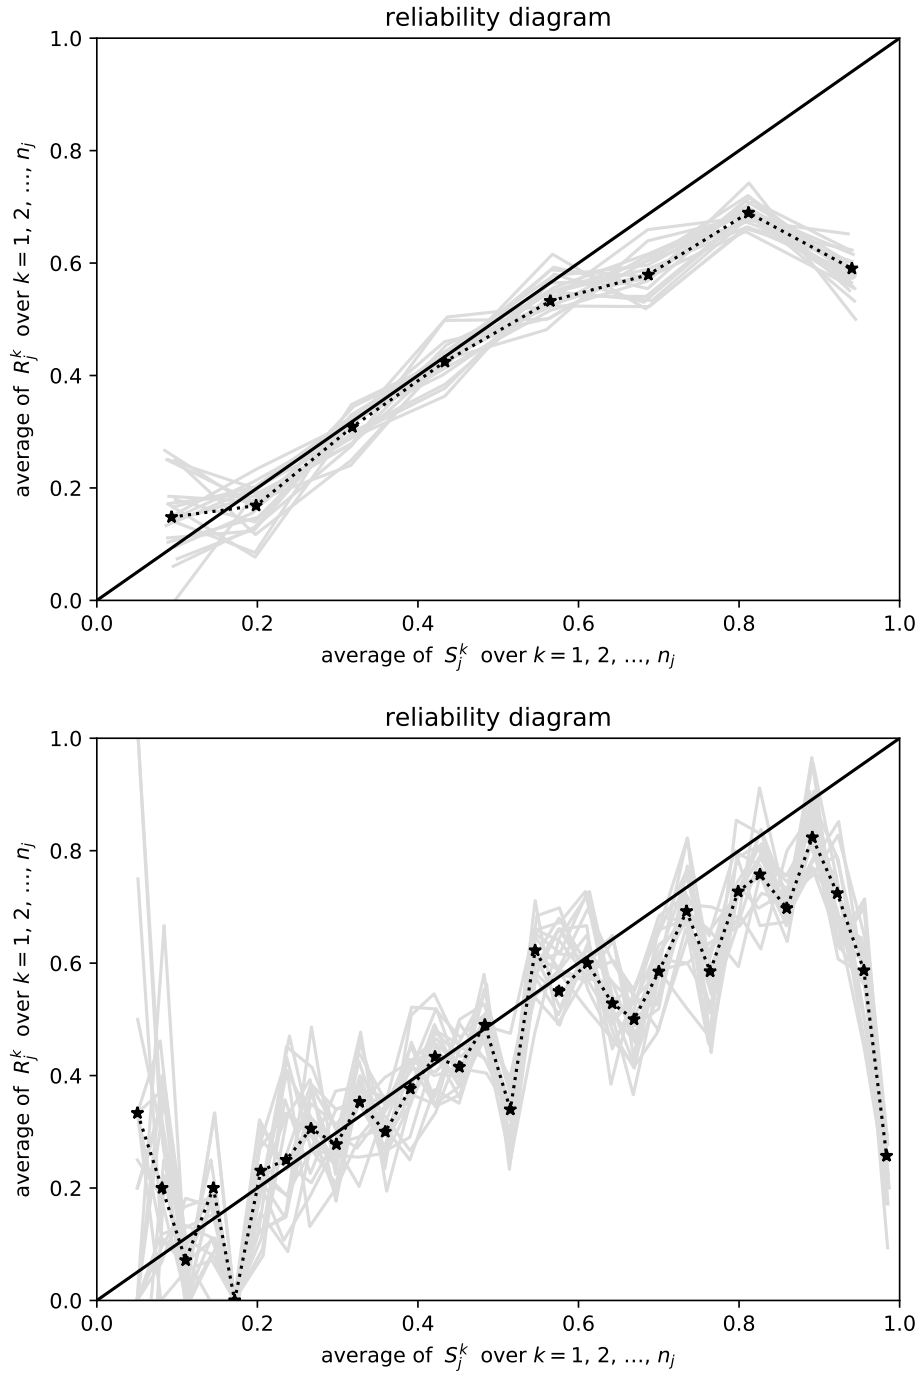 reliability diagram
1.0
0.8
0.6
0.4
0.2
0.0
average of R_j^k over k = 1, 2, ..., n_j
0.0 0.2 0.4 0.6 0.8 1.0
average of S_j^k over k = 1, 2, ..., n_j
reliability diagram
1.0
0.8
0.6
0.4
0.2
0.0
average of R_j^k over k = 1, 2, ..., n_j
0.0 0.2 0.4 0.6 0.8 1.0
average of S_j^k over k = 1, 2, ..., n_j